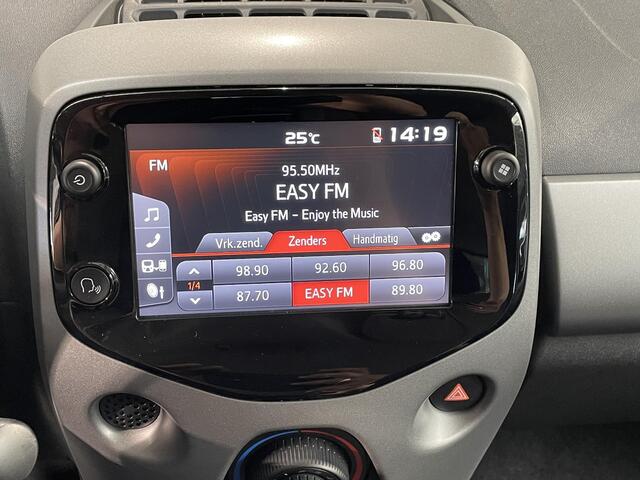 25°C 14:19
FM
95.50MHz
EASY FM
Easy FM – Enjoy the Music
Vrk.zend. Zenders Handmatig
98.90 92.60 96.80
1/4
87.70 EASY FM 89.80